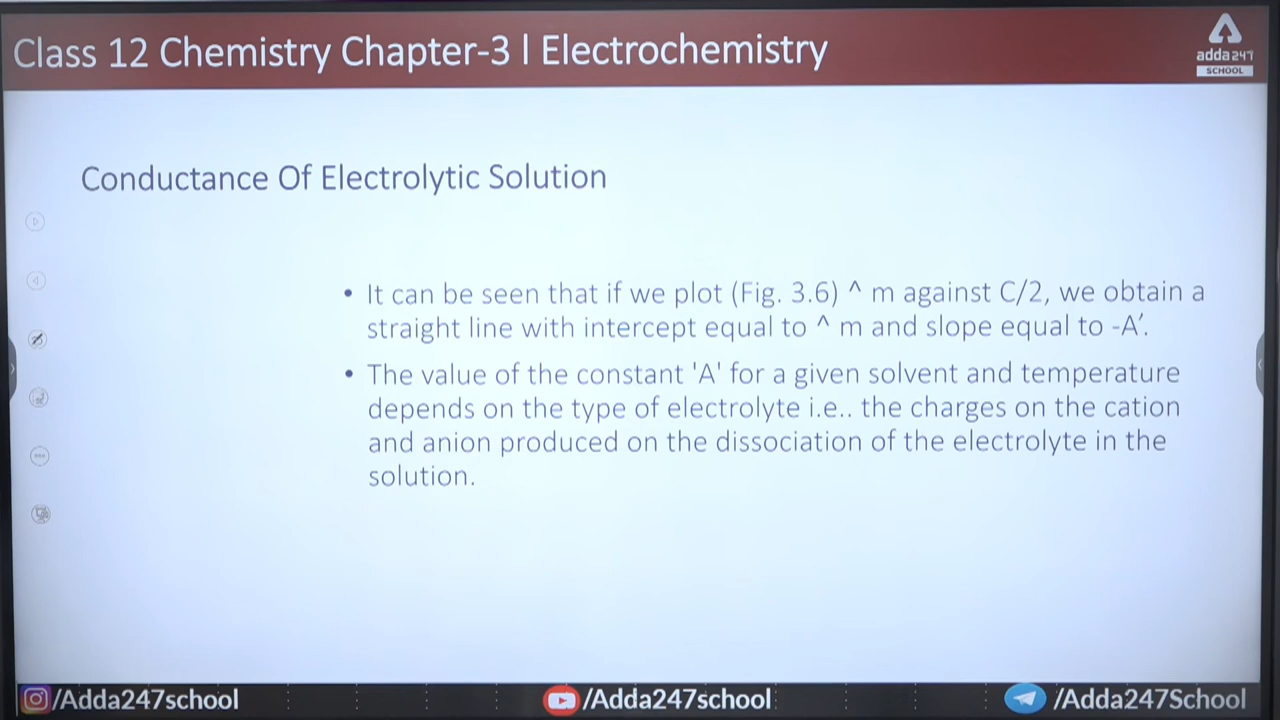 Class 12 Chemistry Chapter-3 l Electrochemistry
adda247
SCHOOL
Conductance Of Electrolytic Solution
• It can be seen that if we plot (Fig. 3.6) ^ m against C/2, we obtain a
straight line with intercept equal to ^ m and slope equal to -A′.
• The value of the constant 'A' for a given solvent and temperature
depends on the type of electrolyte i.e.. the charges on the cation
and anion produced on the dissociation of the electrolyte in the
solution.
/Adda247school
/Adda247school
/Adda247School